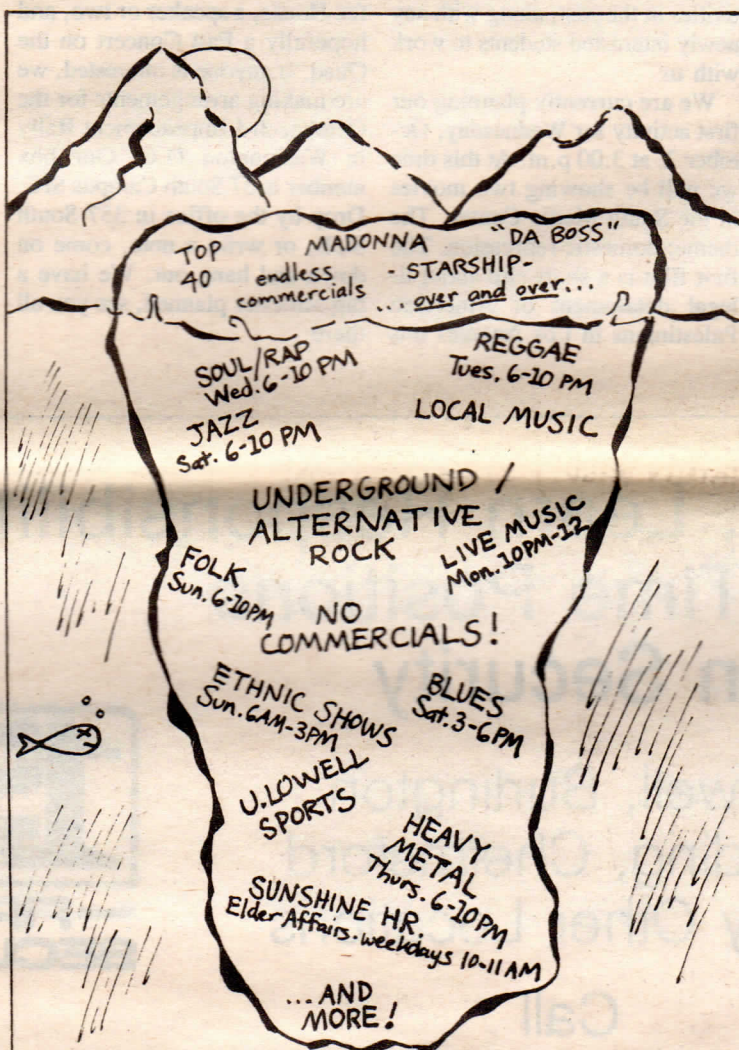 TOP
40
MADONNA
"DA BOSS"
endless
commercials
- STARSHIP -
...over and over...
SOUL/RAP
Wed. 6-10 PM
REGGAE
Tues. 6-10 PM
JAZZ
Sat. 6-10 PM
LOCAL MUSIC
UNDERGROUND /
ALTERNATIVE
ROCK
LIVE MUSIC
Mon. 10PM-12
FOLK
Sun. 6-10PM
NO
COMMERCIALS!
ETHNIC SHOWS
Sun. 6AM-3PM
BLUES
Sat. 3-6PM
U.LOWELL
SPORTS
HEAVY
METAL
Thurs. 6-10PM
SUNSHINE HR.
Elder Affairs. weekdays 10-11 AM
...AND
MORE!